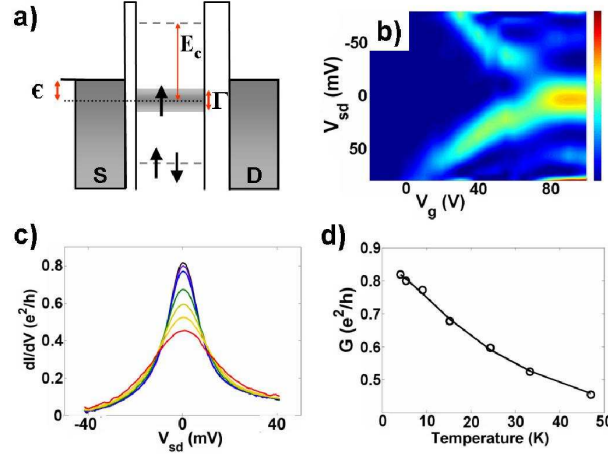 a)
E_c
ϵ
Γ
S
D
b)
V_sd (mV)
-50
0
50
0
40
80
V_g (V)
c)
dI/dV (e²/h)
0.8
0.6
0.4
0.2
0
-40
0
40
V_sd (mV)
d)
G (e²/h)
0.9
0.8
0.7
0.6
0.5
0
10
20
30
40
50
Temperature (K)